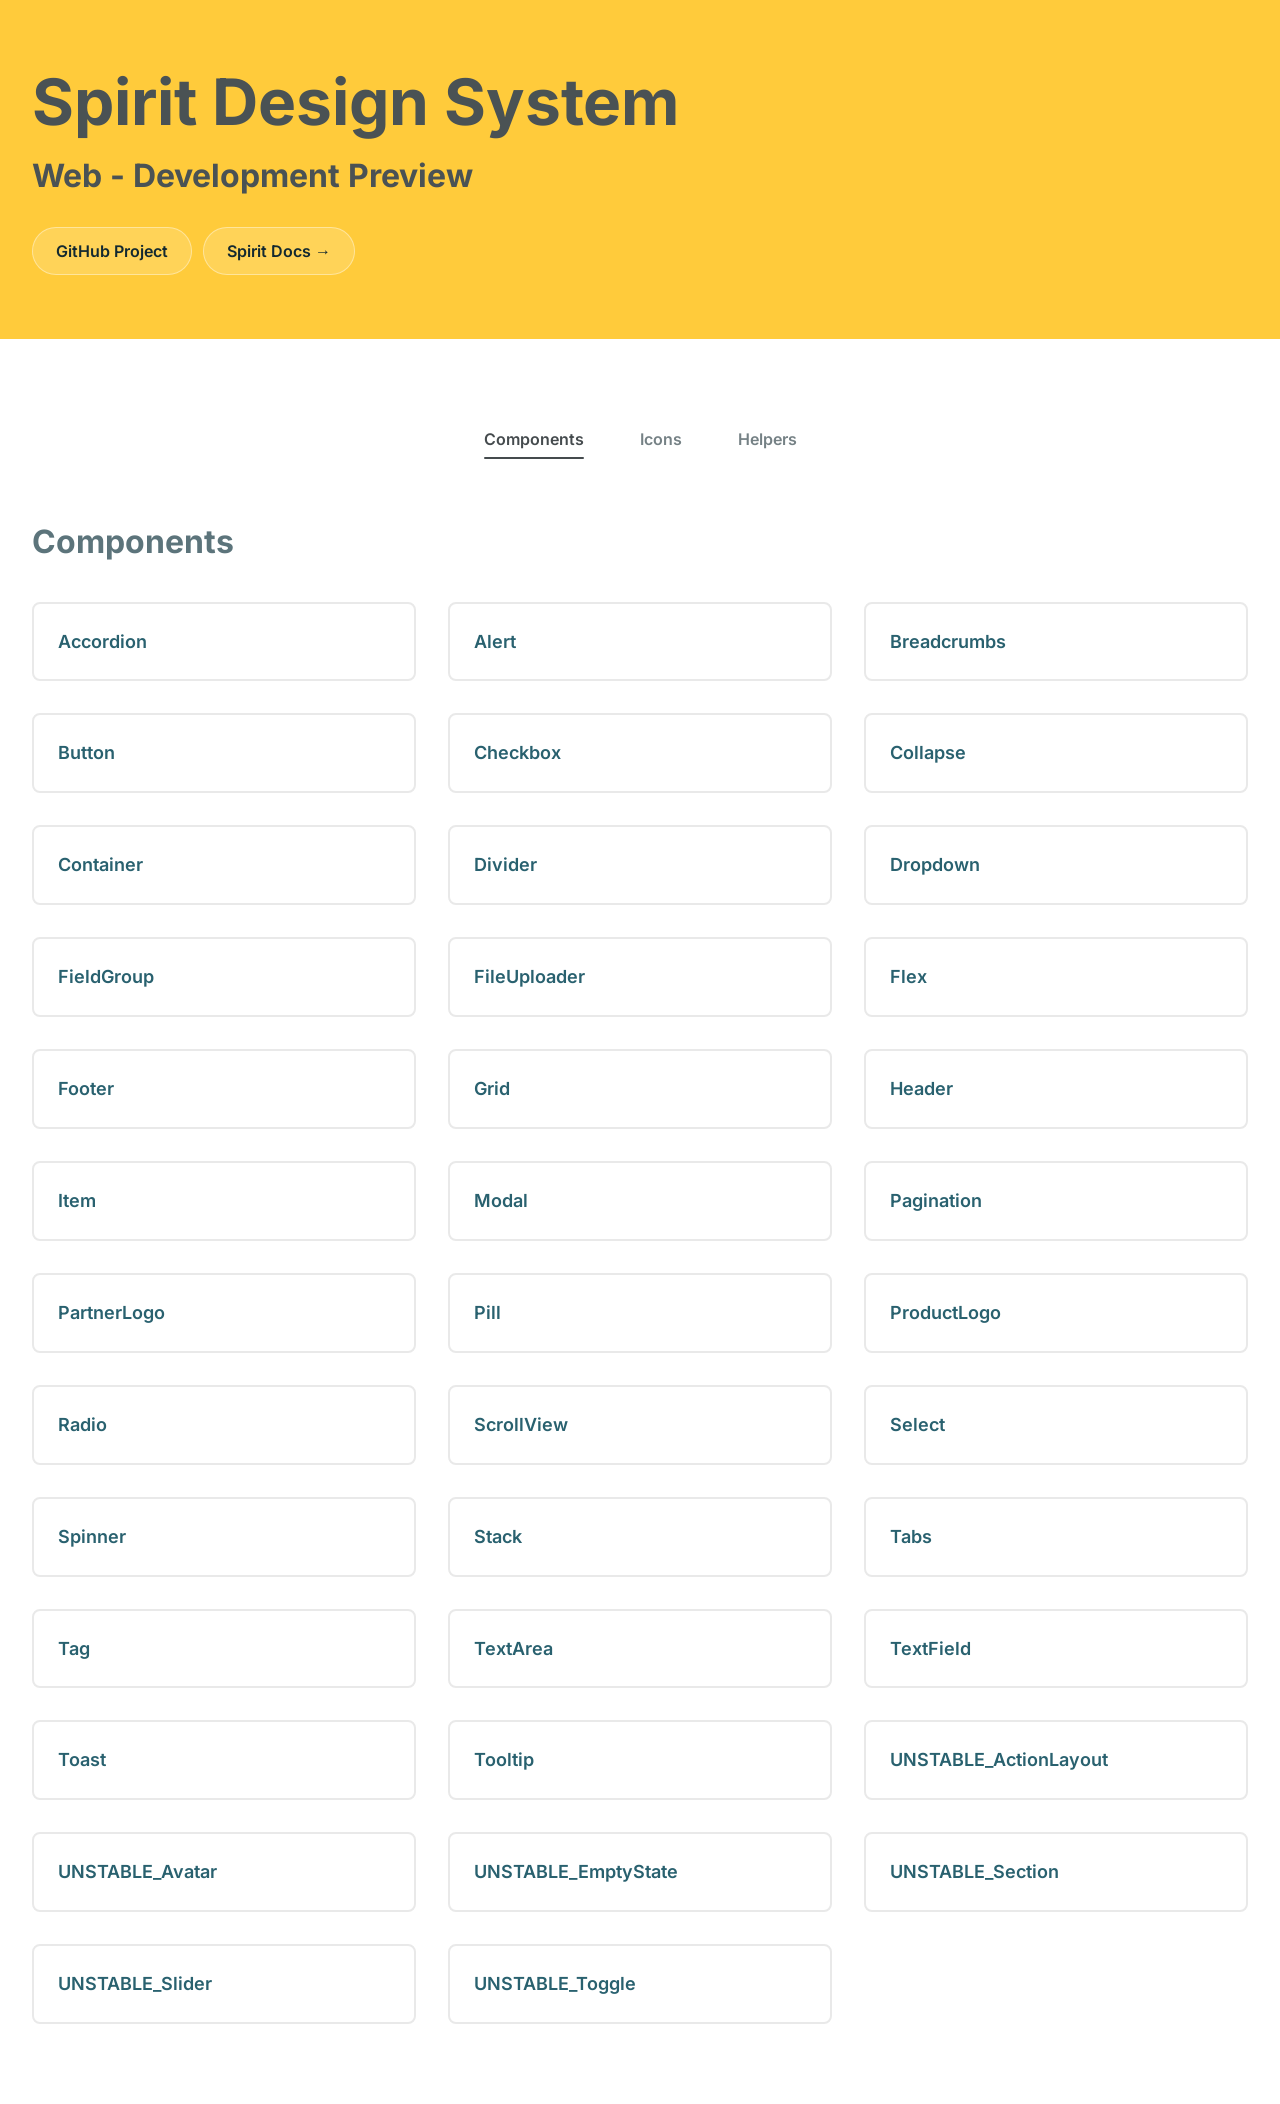 Spirit Design System
Web - Development Preview
GitHub Project
Spirit Docs →
Components
Icons
Helpers
Components
Accordion
Alert
Breadcrumbs
Button
Checkbox
Collapse
Container
Divider
Dropdown
FieldGroup
FileUploader
Flex
Footer
Grid
Header
Item
Modal
Pagination
PartnerLogo
Pill
ProductLogo
Radio
ScrollView
Select
Spinner
Stack
Tabs
Tag
TextArea
TextField
Toast
Tooltip
UNSTABLE_ActionLayout
UNSTABLE_Avatar
UNSTABLE_EmptyState
UNSTABLE_Section
UNSTABLE_Slider
UNSTABLE_Toggle